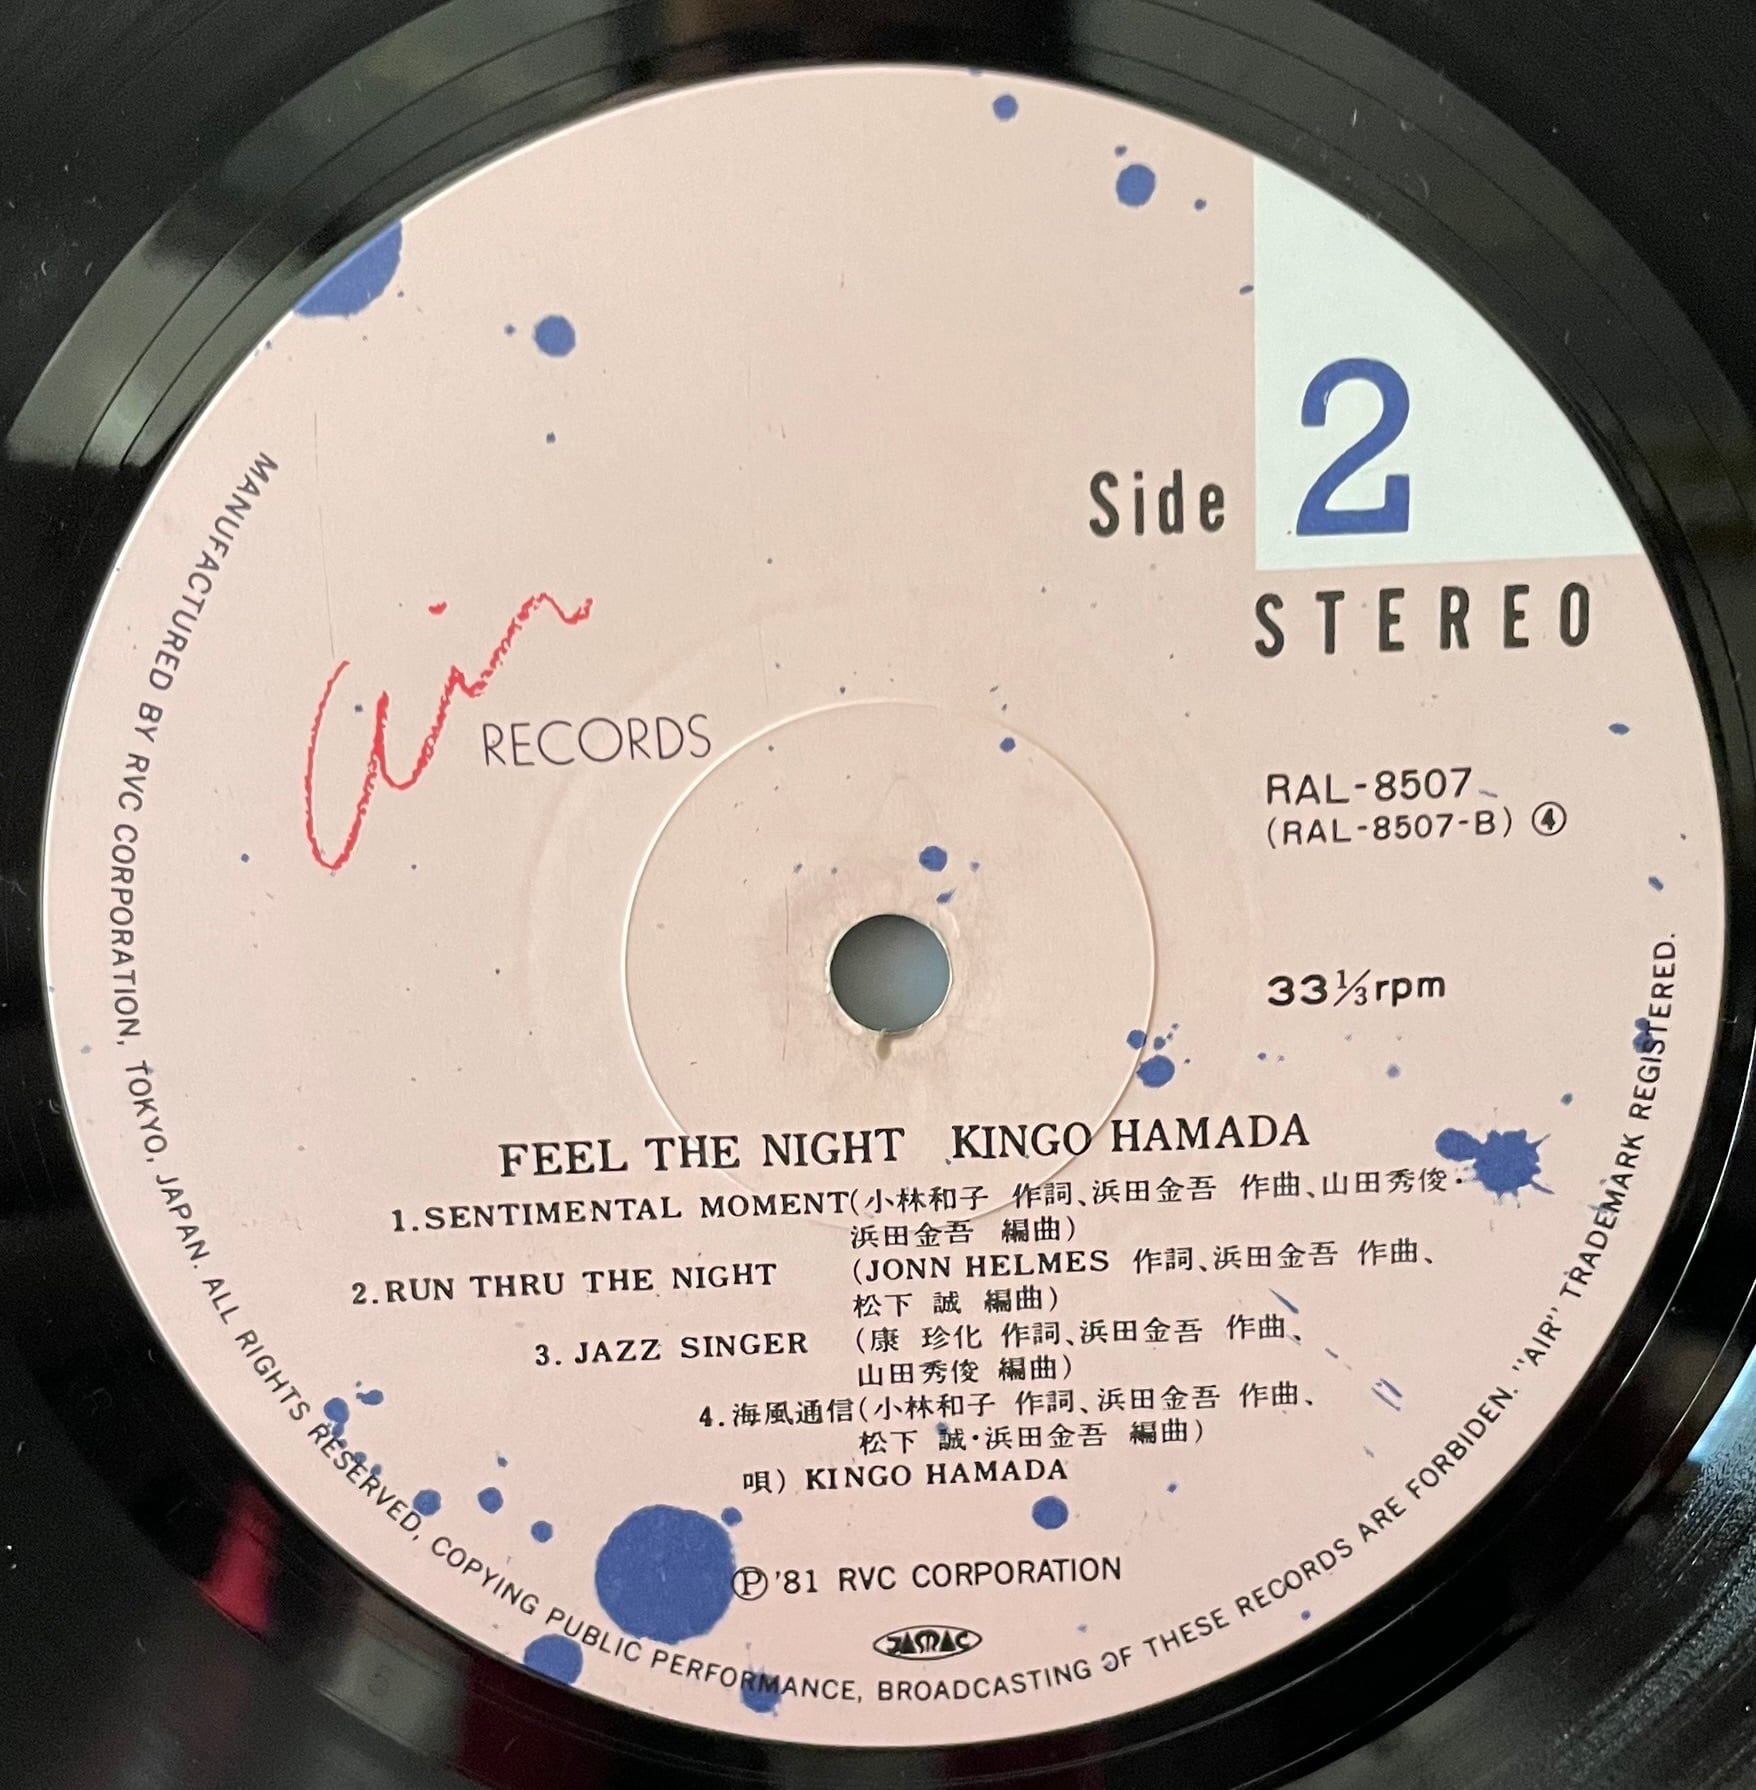 Side 2
STEREO
air
RECORDS
RAL-8507
(RAL-8507-B) ④
33 1/3 rpm
FEEL THE NIGHT KINGO HAMADA
1.SENTIMENTAL MOMENT(小林和子 作詞、浜田金吾 作曲、山田秀俊・
浜田金吾 編曲)
2.RUN THRU THE NIGHT (JONN HELMES 作詞、浜田金吾 作曲、
松下 誠 編曲)
3. JAZZ SINGER (康 珍化 作詞、浜田金吾 作曲、
山田秀俊 編曲)
4.海風通信(小林和子 作詞、浜田金吾 作曲、
松下 誠・浜田金吾 編曲)
唄) KINGO HAMADA
Ⓟ'81 RVC CORPORATION
JASRAC
MANUFACTURED BY RVC CORPORATION, TOKYO, JAPAN. ALL RIGHTS RESERVED, COPYING PUBLIC PERFORMANCE, BROADCASTING OF THESE RECORDS ARE FORBIDEN. "AIR" TRADEMARK REGISTERED.